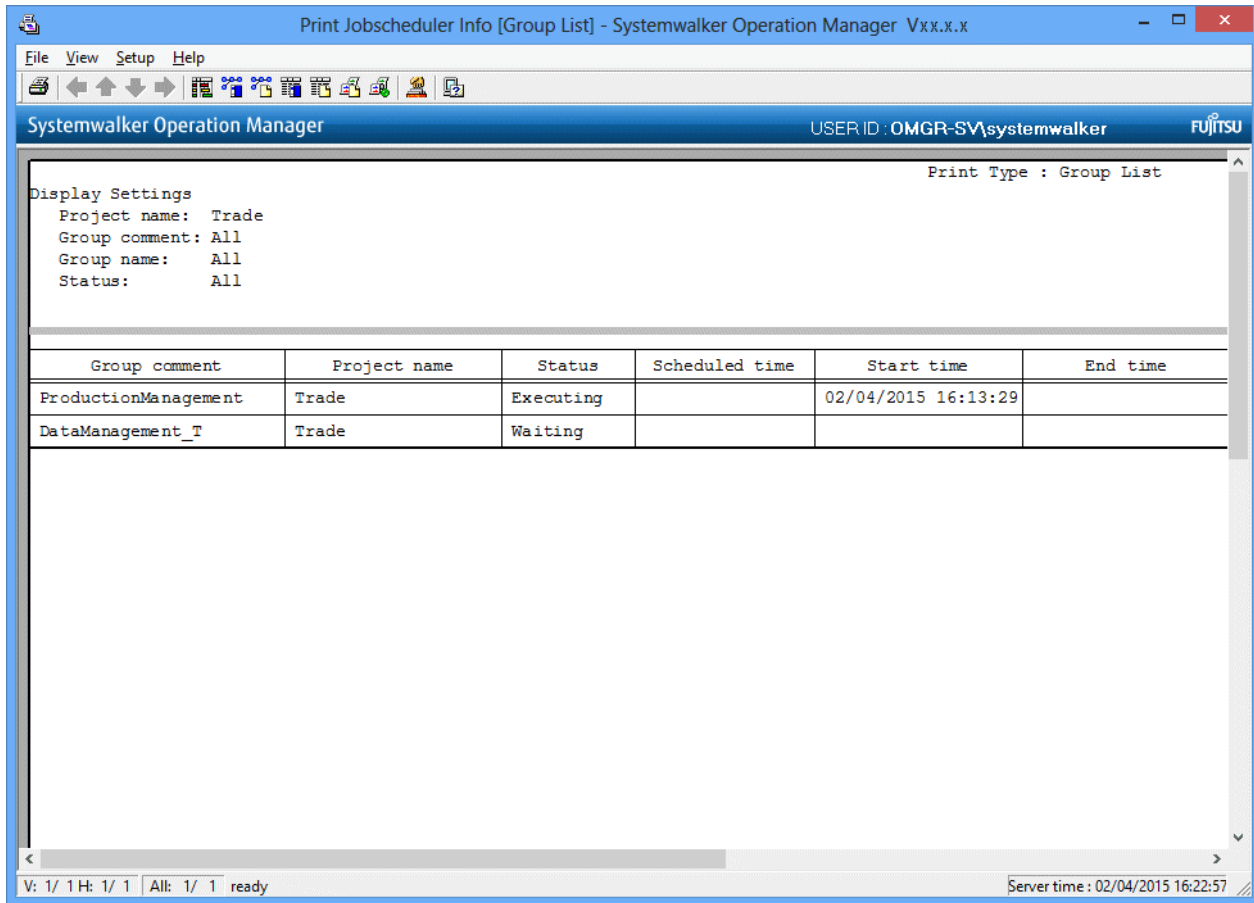 Print Jobscheduler Info [Group List] - Systemwalker Operation Manager Vxx.x.x
File View Setup Help
Systemwalker Operation Manager USER ID : OMGR-SV\systemwalker FUJITSU
Print Type : Group List
Display Settings
Project name: Trade
Group comment: All
Group name: All
Status: All
Group comment Project name Status Scheduled time Start time End time
ProductionManagement Trade Executing 02/04/2015 16:13:29
DataManagement_T Trade Waiting
V: 1/ 1 H: 1/ 1 All: 1/ 1 ready Server time : 02/04/2015 16:22:57